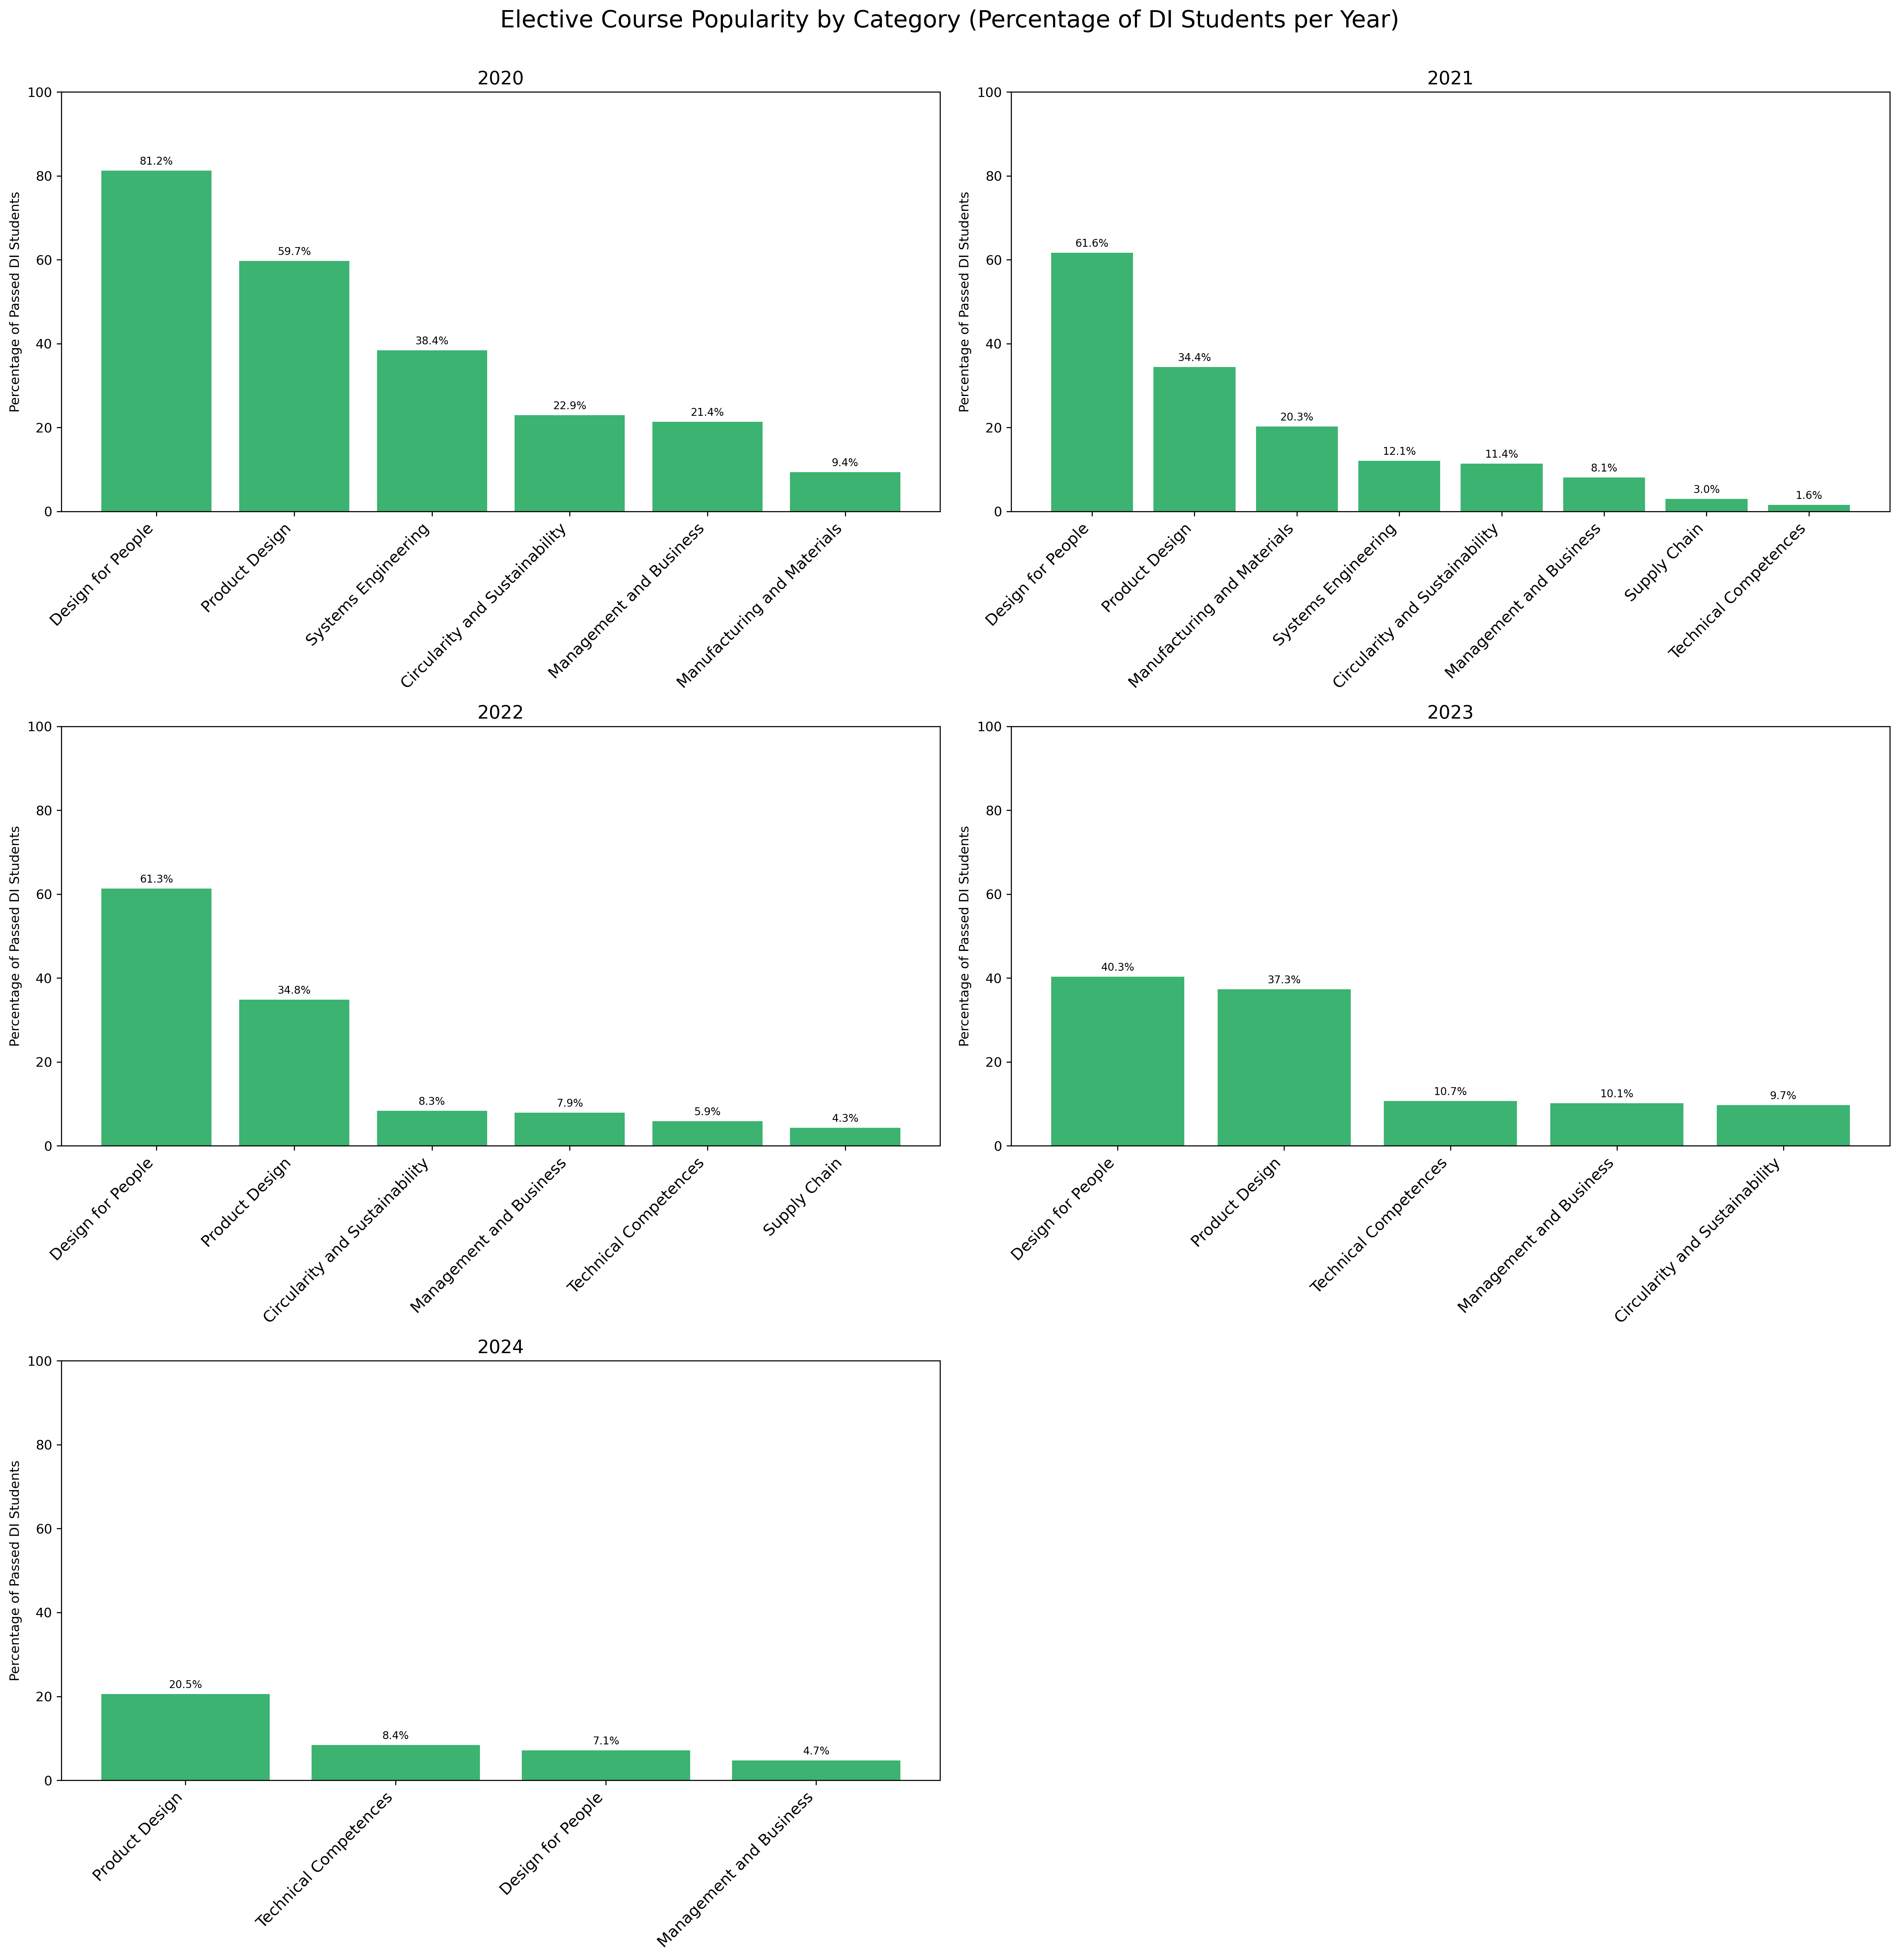 Elective Course Popularity by Category (Percentage of DI Students per Year)
2020
Percentage of Passed DI Students
100
80
60
40
20
0
81.2%
59.7%
38.4%
22.9%
21.4%
9.4%
Design for People
Product Design
Systems Engineering
Circularity and Sustainability
Management and Business
Manufacturing and Materials
2021
Percentage of Passed DI Students
100
80
60
40
20
0
61.6%
34.4%
20.3%
12.1%
11.4%
8.1%
3.0%
1.6%
Design for People
Product Design
Manufacturing and Materials
Systems Engineering
Circularity and Sustainability
Management and Business
Supply Chain
Technical Competences
2022
Percentage of Passed DI Students
100
80
60
40
20
0
61.3%
34.8%
8.3%
7.9%
5.9%
4.3%
Design for People
Product Design
Circularity and Sustainability
Management and Business
Technical Competences
Supply Chain
2023
Percentage of Passed DI Students
100
80
60
40
20
0
40.3%
37.3%
10.7%
10.1%
9.7%
Design for People
Product Design
Technical Competences
Management and Business
Circularity and Sustainability
2024
Percentage of Passed DI Students
100
80
60
40
20
0
20.5%
8.4%
7.1%
4.7%
Product Design
Technical Competences
Design for People
Management and Business